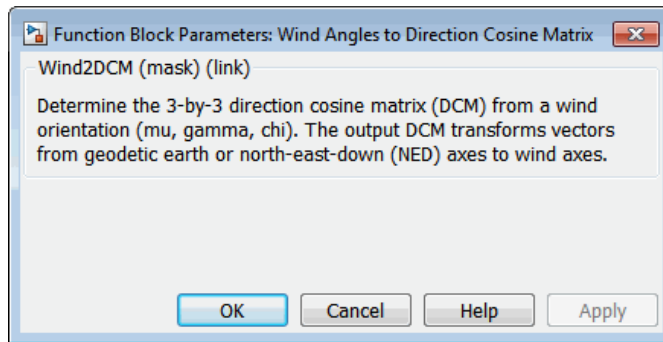 Function Block Parameters: Wind Angles to Direction Cosine Matrix
Wind2DCM (mask) (link)
Determine the 3-by-3 direction cosine matrix (DCM) from a wind
orientation (mu, gamma, chi). The output DCM transforms vectors
from geodetic earth or north-east-down (NED) axes to wind axes.
OK Cancel Help Apply